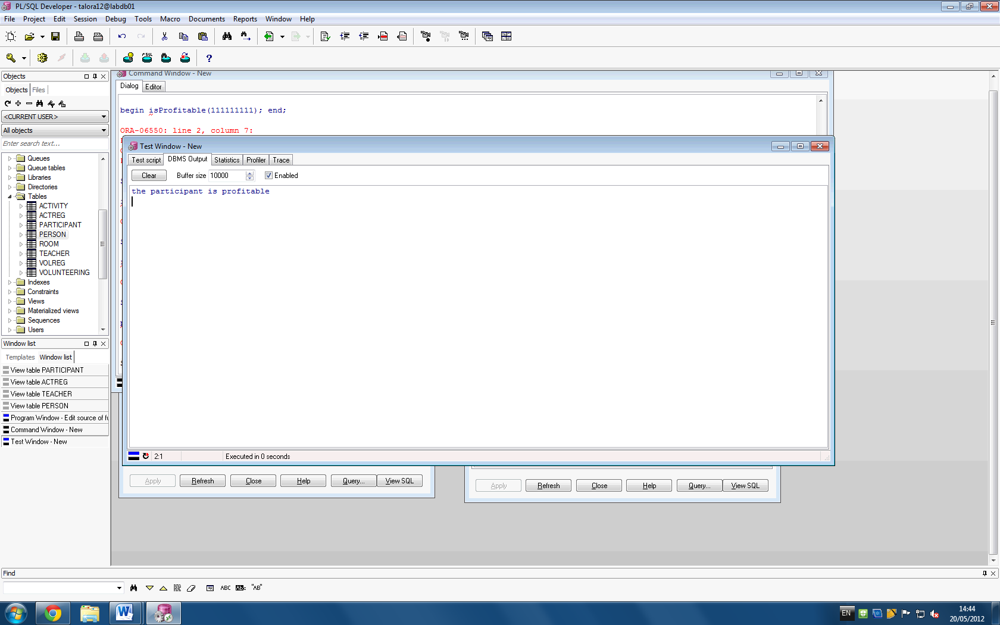 PL/SQL Developer - talora12@labdb01
File Project Edit Session Debug Tools Macro Documents Reports Window Help
SQL
?
Objects
Objects Files
<CURRENT USER>
All objects
Enter search text...
Queues
Queue tables
Libraries
Directories
Tables
ACTIVITY
ACTREG
PARTICIPANT
PERSON
ROOM
TEACHER
VOLREG
VOLUNTEERING
Indexes
Constraints
Views
Materialized views
Sequences
Users
Window list
Templates Window list
View table PARTICIPANT
View table ACTREG
View table TEACHER
View table PERSON
Program Window - Edit source of fu
Command Window - New
Test Window - New
Command Window - New
Dialog Editor
begin isProfitable(111111111); end;
ORA-06550: line 2, column 7:
Test Window - New
Test script DBMS Output Statistics Profiler Trace
Clear Buffer size 10000 Enabled
the participant is profitable
2:1 Executed in 0 seconds
Apply Refresh Close Help Query... View SQL
Apply Refresh Close Help Query... View SQL
Find
ABC "AB"
EN
14:44
20/05/2012